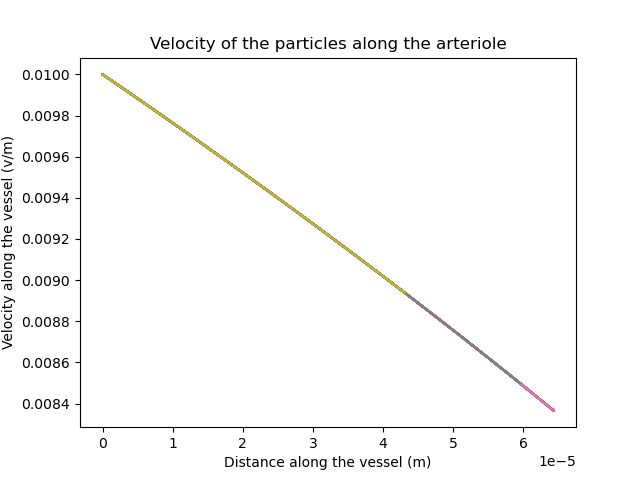 Velocity of the particles along the arteriole
0.0100
0.0098
0.0096
0.0094
0.0092
0.0090
0.0088
0.0086
0.0084
Velocity along the vessel (v/m)
0 1 2 3 4 5 6
1e−5
Distance along the vessel (m)